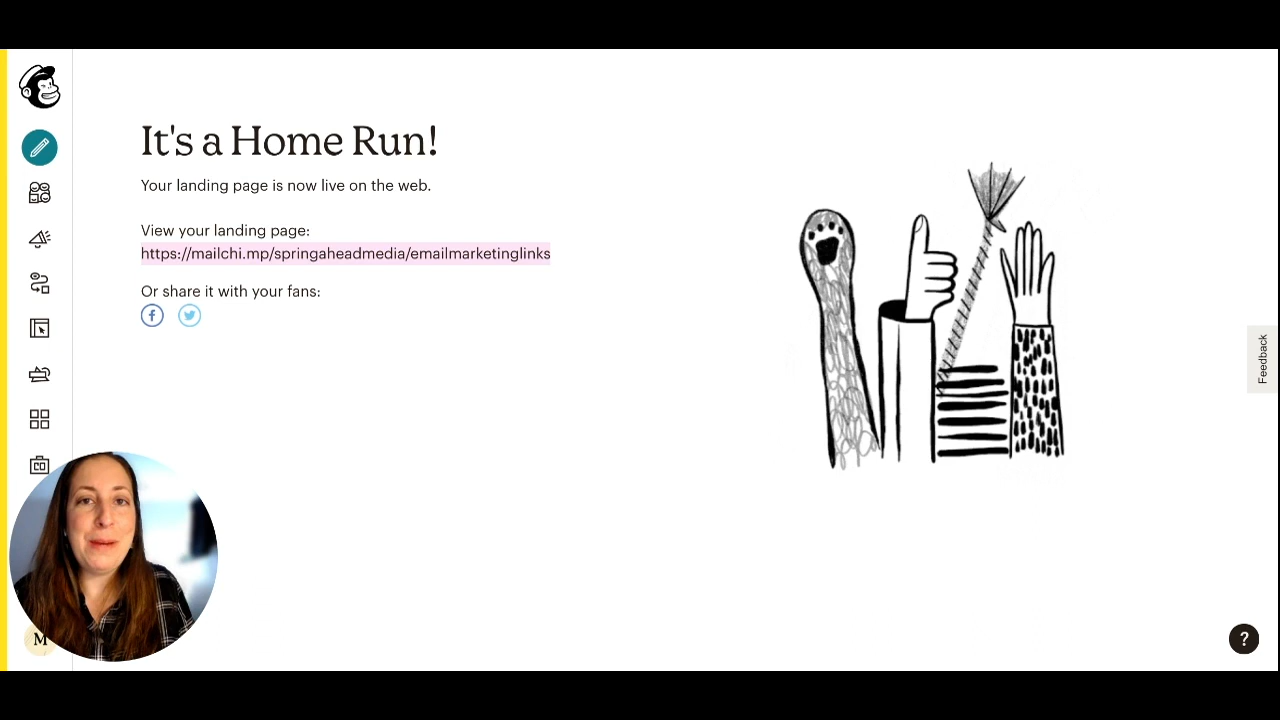 It's a Home Run!
Your landing page is now live on the web.
View your landing page:
https://mailchi.mp/springaheadmedia/emailmarketinglinks
Or share it with your fans:
Feedback
M
?